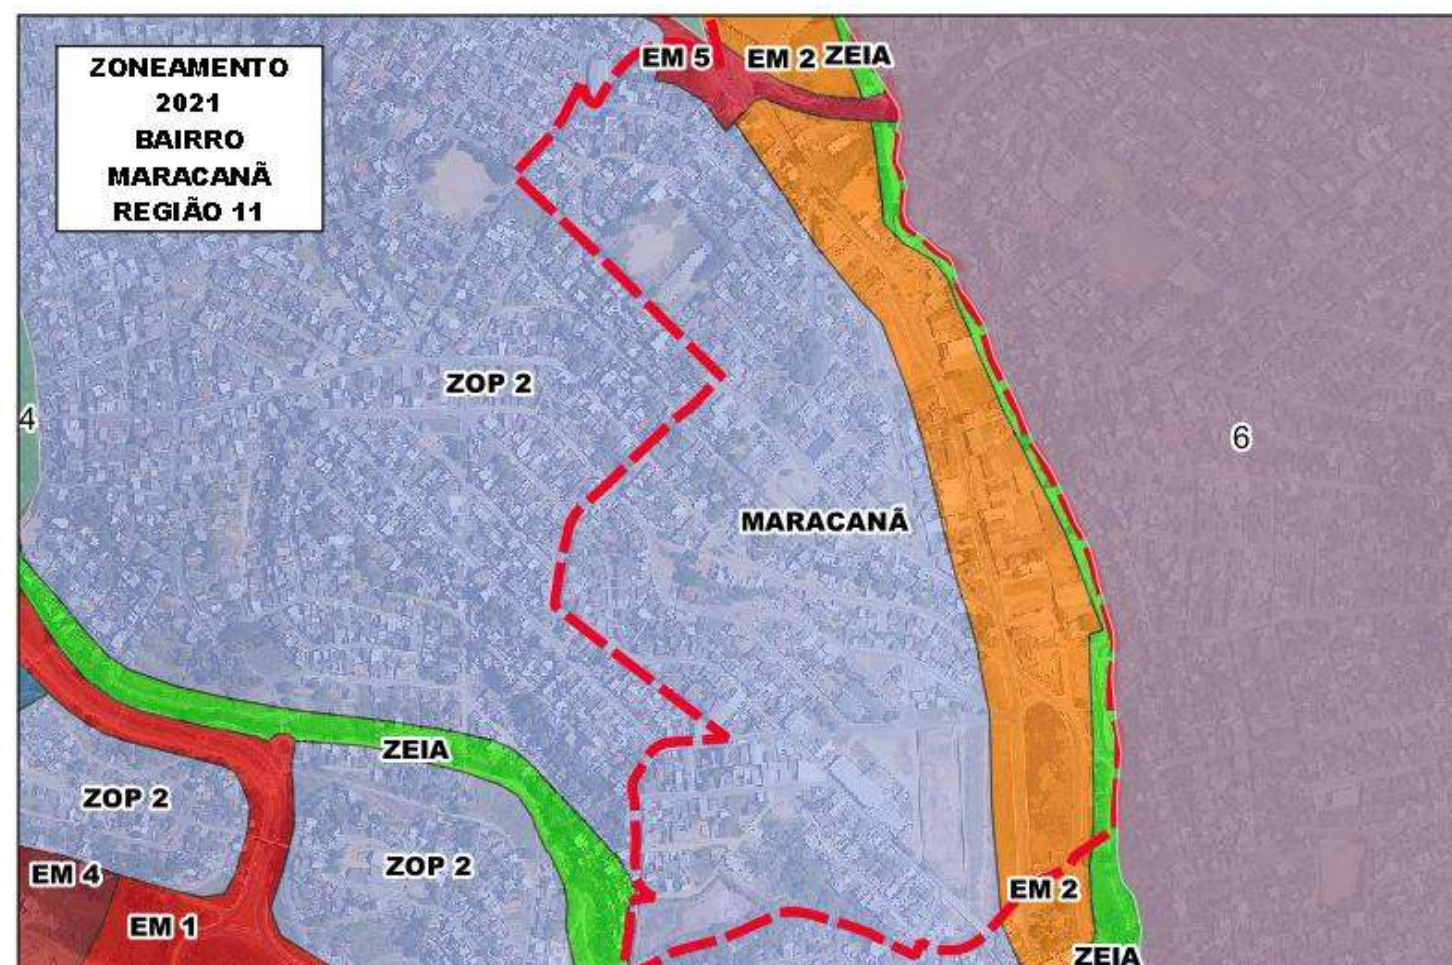 ZONEAMENTO
2021
BAIRRO
MARACANÃ
REGIÃO 11
EM 5
EM 2
ZEIA
ZOP 2
4
6
MARACANÃ
ZEIA
ZOP 2
ZOP 2
EM 4
EM 2
EM 1
ZEIA